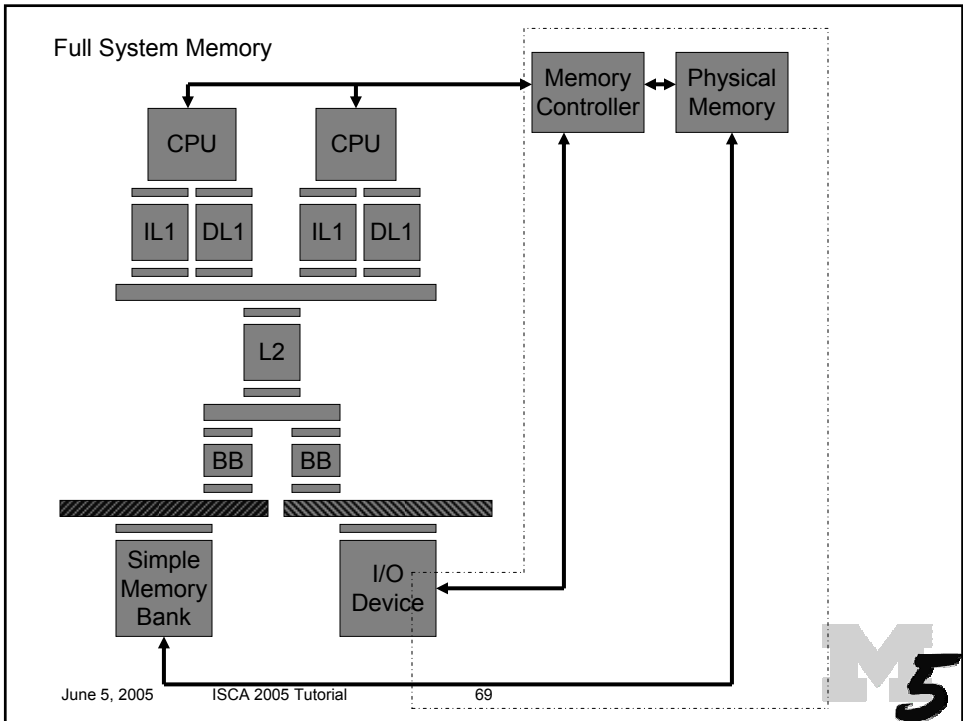 Full System Memory
Memory
Controller
Physical
Memory
CPU
CPU
IL1
DL1
IL1
DL1
L2
BB
BB
Simple
Memory
Bank
I/O
Device
June 5, 2005
ISCA 2005 Tutorial
69
M5